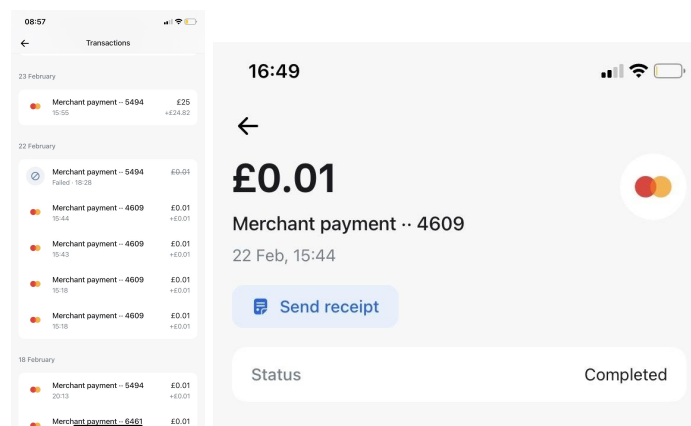 08:57
Transactions
23 February
Merchant payment ·· 5494 £25
15:55 +£24.82
22 February
Merchant payment ·· 5494 £0.01
Failed · 18:28
Merchant payment ·· 4609 £0.01
15:44 +£0.01
Merchant payment ·· 4609 £0.01
15:43 +£0.01
Merchant payment ·· 4609 £0.01
15:18 +£0.01
Merchant payment ·· 4609 £0.01
15:18 +£0.01
18 February
Merchant payment ·· 5494 £0.01
20:13 +£0.01
Merchant payment ·· 6461 £0.01
16:49
£0.01
Merchant payment ·· 4609
22 Feb, 15:44
Send receipt
Status Completed